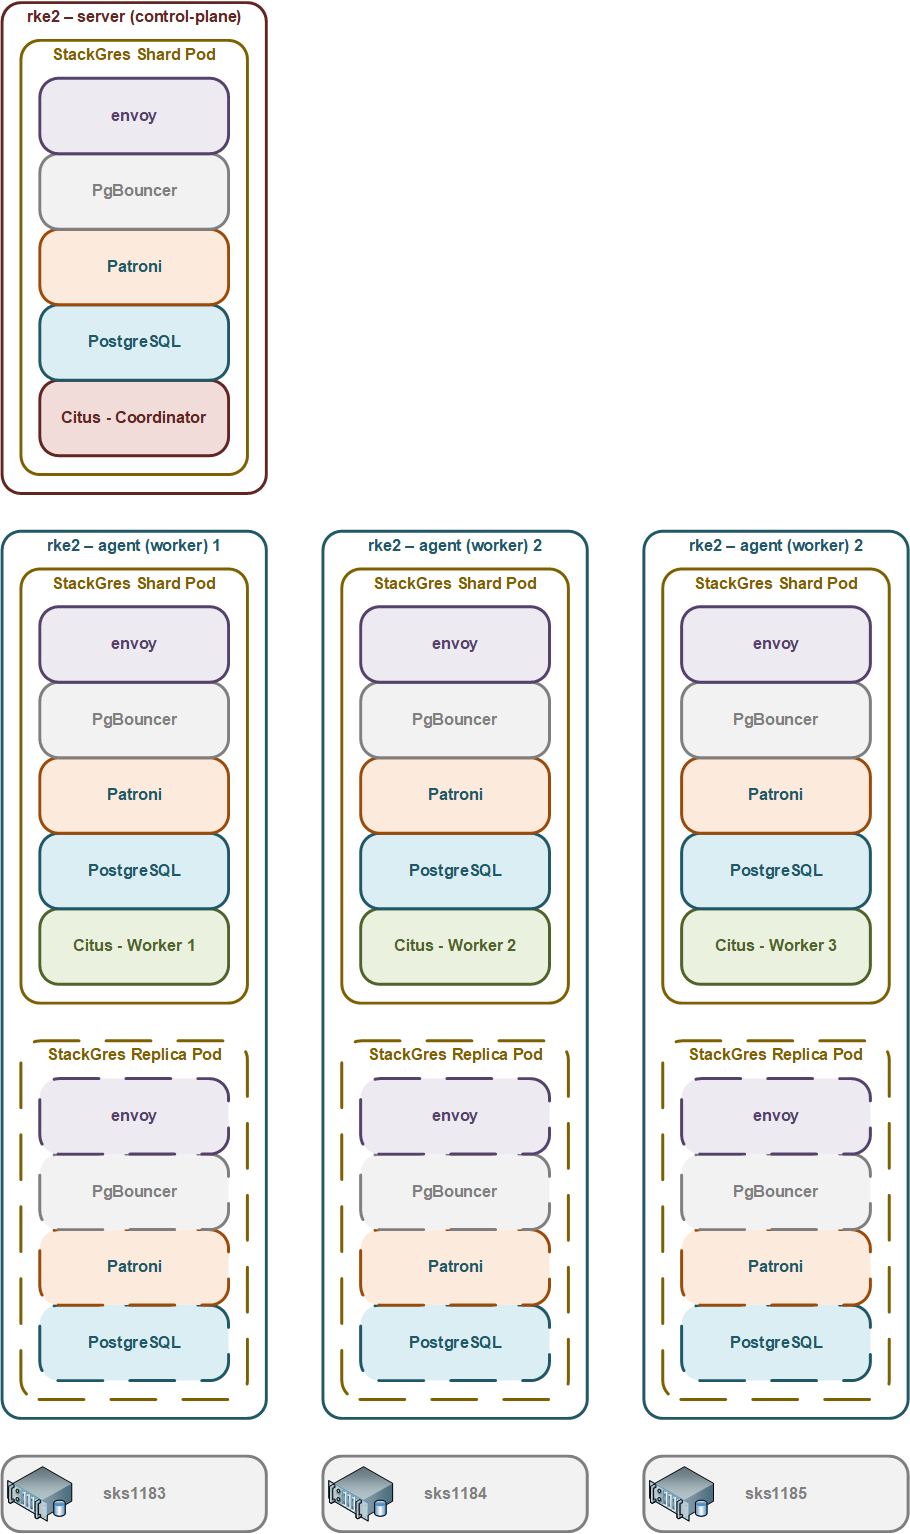 rke2 – server (control-plane)
StackGres Shard Pod
envoy
PgBouncer
Patroni
PostgreSQL
Citus - Coordinator
rke2 – agent (worker) 1
StackGres Shard Pod
envoy
PgBouncer
Patroni
PostgreSQL
Citus - Worker 1
StackGres Replica Pod
envoy
PgBouncer
Patroni
PostgreSQL
sks1183
rke2 – agent (worker) 2
StackGres Shard Pod
envoy
PgBouncer
Patroni
PostgreSQL
Citus - Worker 2
StackGres Replica Pod
envoy
PgBouncer
Patroni
PostgreSQL
sks1184
rke2 – agent (worker) 2
StackGres Shard Pod
envoy
PgBouncer
Patroni
PostgreSQL
Citus - Worker 3
StackGres Replica Pod
envoy
PgBouncer
Patroni
PostgreSQL
sks1185